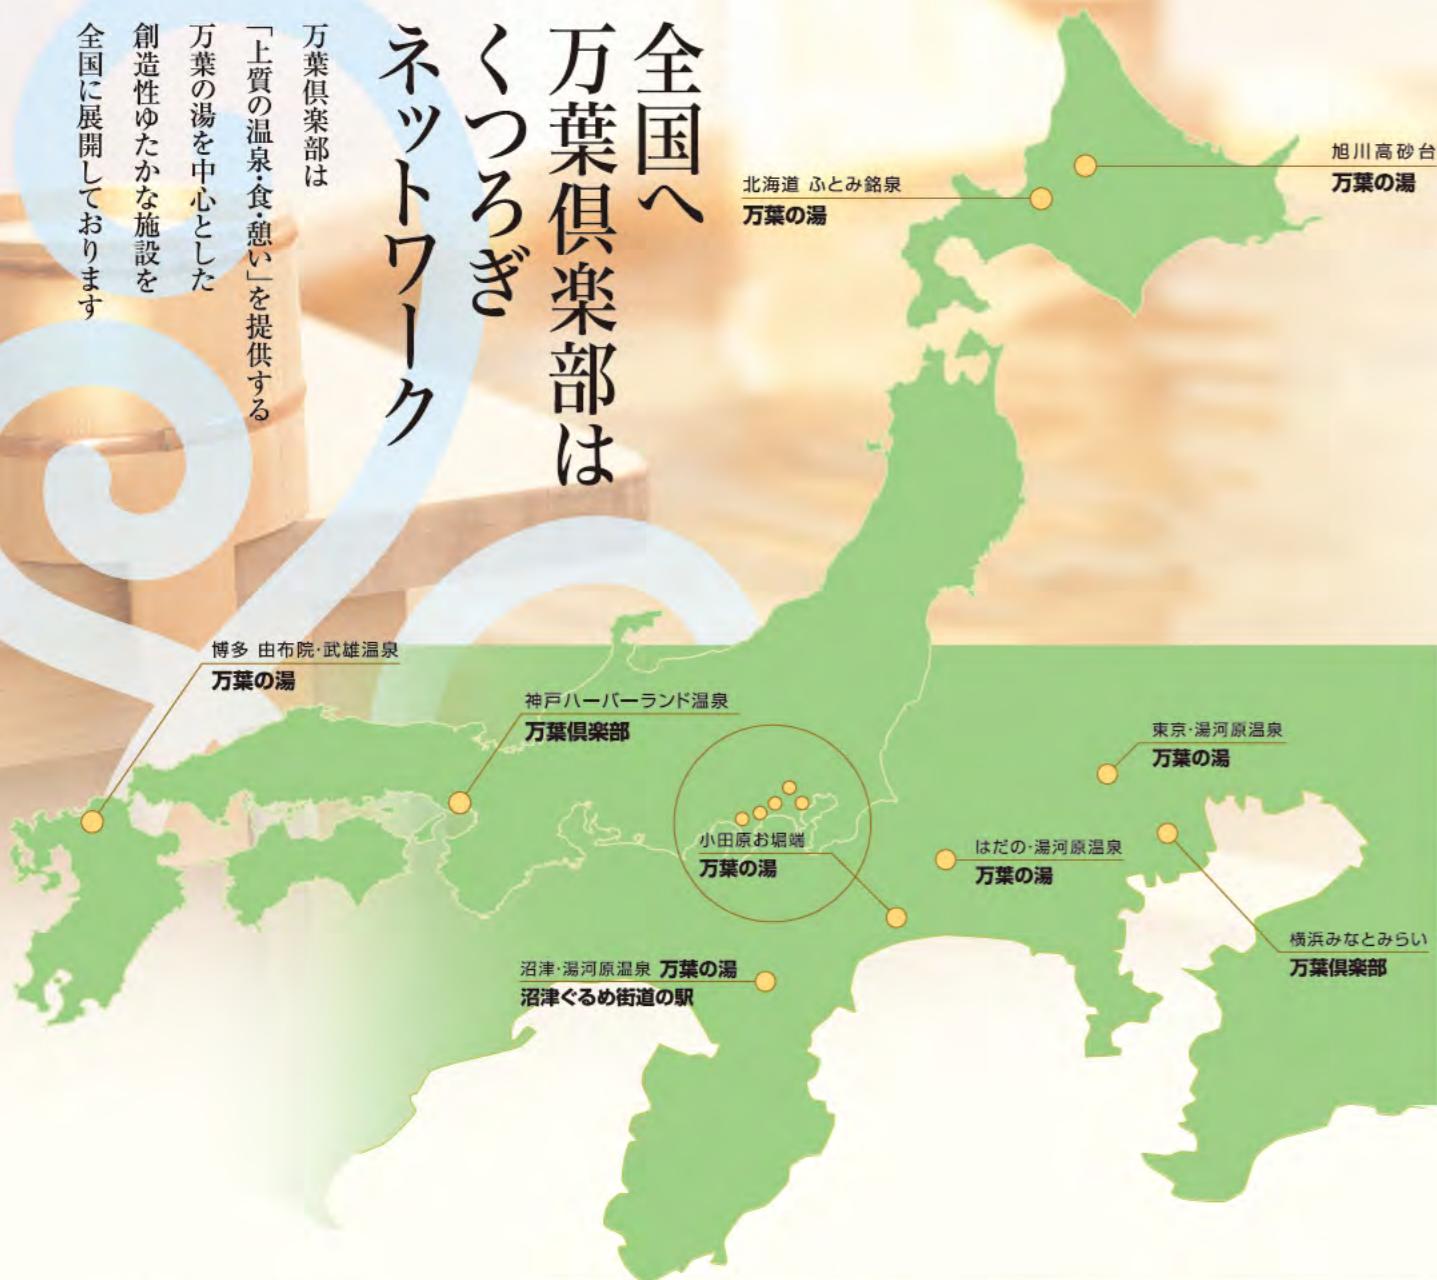 全国へ
万葉倶楽部は
くつろぎ
ネットワーク
万葉倶楽部は
「上質の温泉・食・憩い」を提供する
万葉の湯を中心とした
創造性ゆたかな施設を
全国に展開しております
旭川高砂台
万葉の湯
北海道 ふとみ銘泉
万葉の湯
博多 由布院・武雄温泉
万葉の湯
神戸ハーバーランド温泉
万葉倶楽部
東京・湯河原温泉
万葉の湯
小田原お堀端
万葉の湯
はだの・湯河原温泉
万葉の湯
横浜みなとみらい
万葉倶楽部
沼津・湯河原温泉 万葉の湯
沼津ぐるめ街道の駅